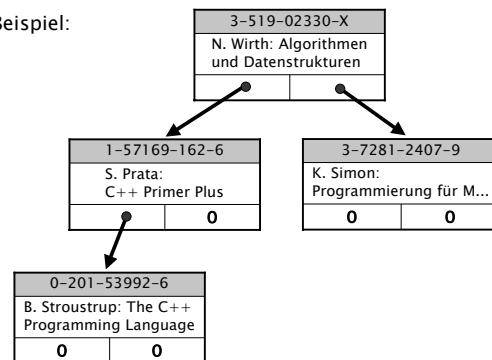 Beispiel:
3-519-02330-X
N. Wirth: Algorithmen
und Datenstrukturen
1-57169-162-6
S. Prata:
C++ Primer Plus
0
3-7281-2407-9
K. Simon:
Programmierung für M...
0 0
0-201-53992-6
B. Stroustrup: The C++
Programming Language
0 0